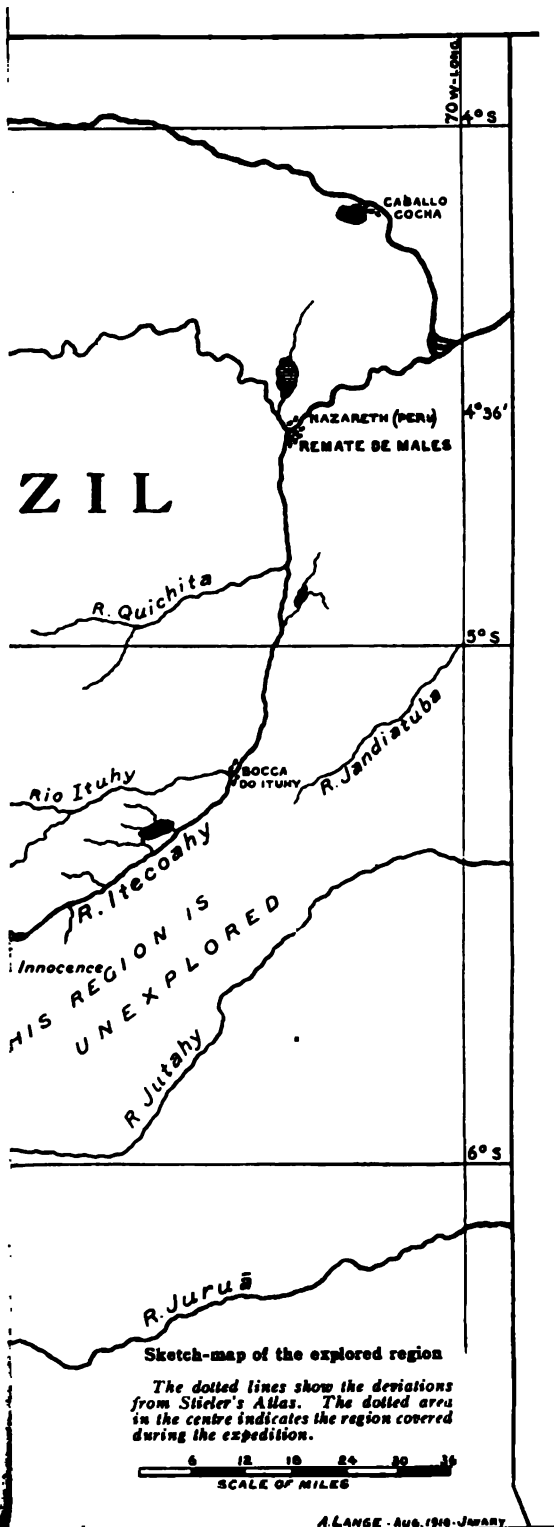 70 W-LONG.
4° S
CABALLO
COCHA
4° 36'
NAZARETH (PERU)
REMATE DE MALES
ZIL
R. Quichita
5° S
R. Jandiatuba
BOCCA
DO ITUHY
Rio Ituhy
R. Itecoahy
Innocence
HIS REGION IS
UNEXPLORED
R Jutahy
6° S
R. Juruā
Sketch-map of the explored region
The dotted lines show the deviations
from Stieler's Atlas. The dotted area
in the centre indicates the region covered
during the expedition.
6 12 18 24 30 36
SCALE OF MILES
A. LANGE - AUG. 1910 - JAVARY